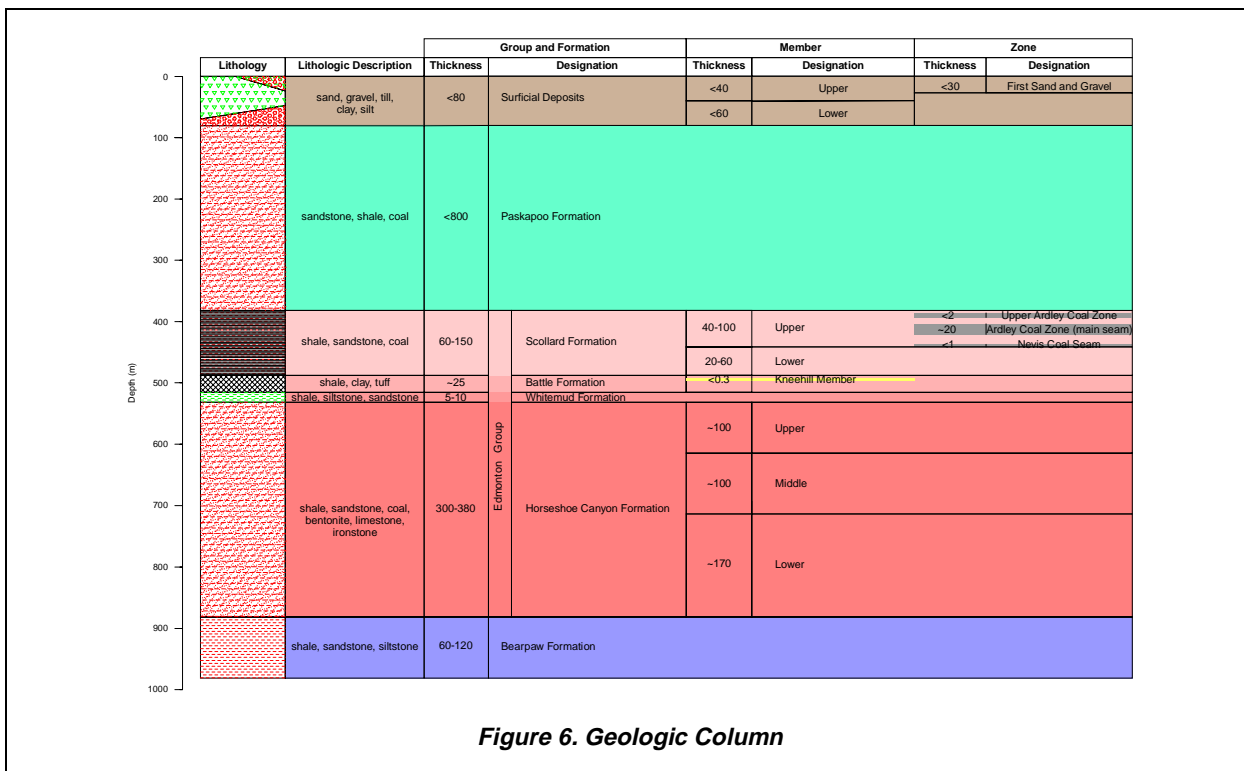 Group and Formation Member Zone
Lithology Lithologic Description Thickness Designation Thickness Designation Thickness Designation
0
sand, gravel, till,
clay, silt
<80 Surficial Deposits
<40 Upper
<60 Lower
<30 First Sand and Gravel
100
200
sandstone, shale, coal <800 Paskapoo Formation
300
400
shale, sandstone, coal 60-150 Scollard Formation
40-100 Upper
20-60 Lower
<2 Upper Ardley Coal Zone
~20 Ardley Coal Zone (main seam)
<1 Nevis Coal Seam
500
shale, clay, tuff ~25 Battle Formation <0.3 Kneehill Member
shale, siltstone, sandstone 5-10 Whitemud Formation
Depth (m)
600
700
Edmonton Group
shale, sandstone, coal,
bentonite, limestone,
ironstone
300-380 Horseshoe Canyon Formation
~100 Upper
~100 Middle
~170 Lower
800
900
shale, sandstone, siltstone 60-120 Bearpaw Formation
1000
Figure 6. Geologic Column